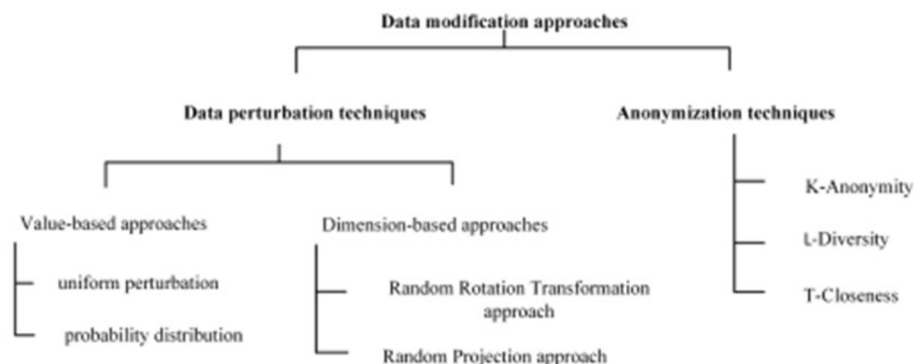 Data modification approaches
Data perturbation techniques
Anonymization techniques
Value-based approaches
uniform perturbation
probability distribution
Dimension-based approaches
Random Rotation Transformation
approach
Random Projection approach
K-Anonymity
L-Diversity
T-Closeness